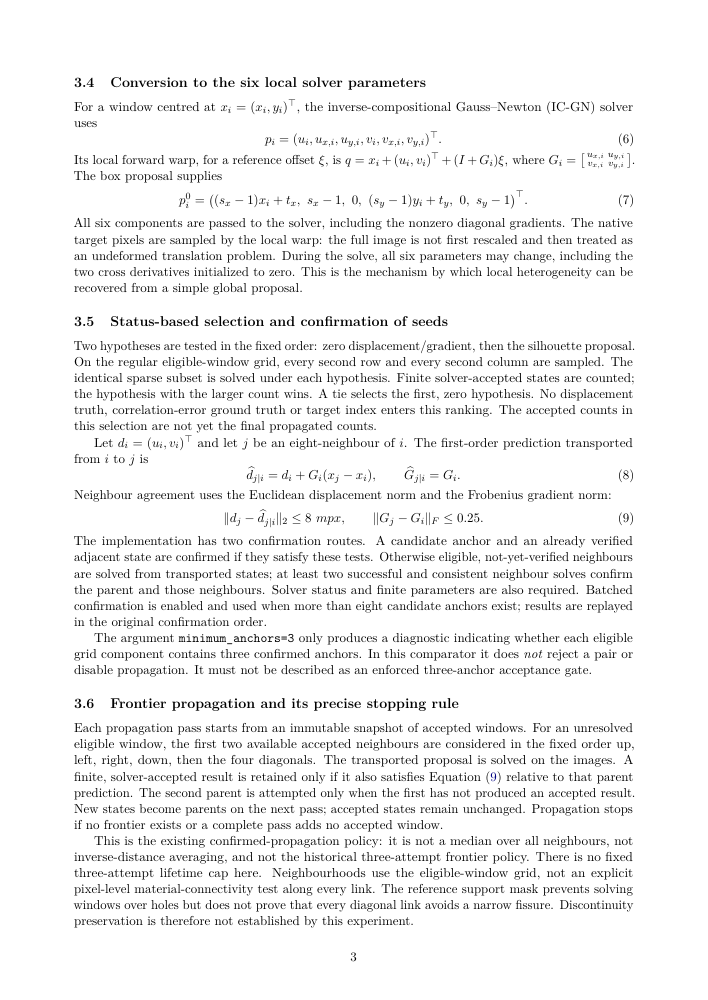 3.4 Conversion to the six local solver parameters
For a window centred at x_i = (x_i, y_i)^⊤, the inverse-compositional Gauss–Newton (IC-GN) solver
uses
p_i = (u_i, u_{x,i}, u_{y,i}, v_i, v_{x,i}, v_{y,i})^⊤. (6)
Its local forward warp, for a reference offset ξ, is q = x_i + (u_i, v_i)^⊤ + (I + G_i)ξ, where G_i = [ u_{x,i} u_{y,i} ; v_{x,i} v_{y,i} ].
The box proposal supplies
p_i^0 = ((s_x − 1)x_i + t_x, s_x − 1, 0, (s_y − 1)y_i + t_y, 0, s_y − 1)^⊤. (7)
All six components are passed to the solver, including the nonzero diagonal gradients. The native
target pixels are sampled by the local warp: the full image is not first rescaled and then treated as
an undeformed translation problem. During the solve, all six parameters may change, including the
two cross derivatives initialized to zero. This is the mechanism by which local heterogeneity can be
recovered from a simple global proposal.
3.5 Status-based selection and confirmation of seeds
Two hypotheses are tested in the fixed order: zero displacement/gradient, then the silhouette proposal.
On the regular eligible-window grid, every second row and every second column are sampled. The
identical sparse subset is solved under each hypothesis. Finite solver-accepted states are counted;
the hypothesis with the larger count wins. A tie selects the first, zero hypothesis. No displacement
truth, correlation-error ground truth or target index enters this ranking. The accepted counts in
this selection are not yet the final propagated counts.
Let d_i = (u_i, v_i)^⊤ and let j be an eight-neighbour of i. The first-order prediction transported
from i to j is
d̂_{j|i} = d_i + G_i(x_j − x_i), Ĝ_{j|i} = G_i. (8)
Neighbour agreement uses the Euclidean displacement norm and the Frobenius gradient norm:
∥d_j − d̂_{j|i}∥_2 ≤ 8 mpx, ∥G_j − G_i∥_F ≤ 0.25. (9)
The implementation has two confirmation routes. A candidate anchor and an already verified
adjacent state are confirmed if they satisfy these tests. Otherwise eligible, not-yet-verified neighbours
are solved from transported states; at least two successful and consistent neighbour solves confirm
the parent and those neighbours. Solver status and finite parameters are also required. Batched
confirmation is enabled and used when more than eight candidate anchors exist; results are replayed
in the original confirmation order.
The argument minimum_anchors=3 only produces a diagnostic indicating whether each eligible
grid component contains three confirmed anchors. In this comparator it does not reject a pair or
disable propagation. It must not be described as an enforced three-anchor acceptance gate.
3.6 Frontier propagation and its precise stopping rule
Each propagation pass starts from an immutable snapshot of accepted windows. For an unresolved
eligible window, the first two available accepted neighbours are considered in the fixed order up,
left, right, down, then the four diagonals. The transported proposal is solved on the images. A
finite, solver-accepted result is retained only if it also satisfies Equation (9) relative to that parent
prediction. The second parent is attempted only when the first has not produced an accepted result.
New states become parents on the next pass; accepted states remain unchanged. Propagation stops
if no frontier exists or a complete pass adds no accepted window.
This is the existing confirmed-propagation policy: it is not a median over all neighbours, not
inverse-distance averaging, and not the historical three-attempt frontier policy. There is no fixed
three-attempt lifetime cap here. Neighbourhoods use the eligible-window grid, not an explicit
pixel-level material-connectivity test along every link. The reference support mask prevents solving
windows over holes but does not prove that every diagonal link avoids a narrow fissure. Discontinuity
preservation is therefore not established by this experiment.
3